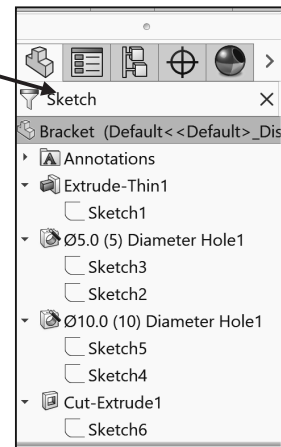 Sketch
Bracket (Default<<Default>_Dis
Annotations
Extrude-Thin1
Sketch1
Ø5.0 (5) Diameter Hole1
Sketch3
Sketch2
Ø10.0 (10) Diameter Hole1
Sketch5
Sketch4
Cut-Extrude1
Sketch6